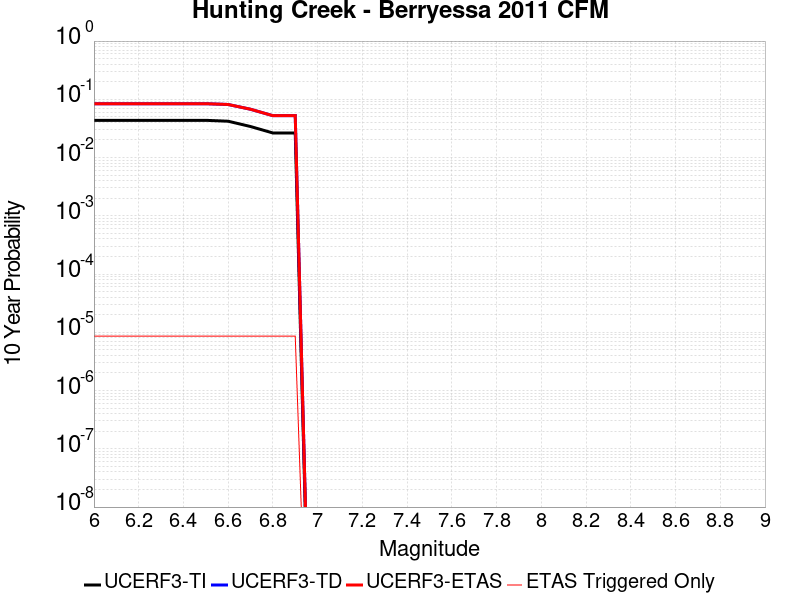 Hunting Creek - Berryessa 2011 CFM
10 Year Probability
10^0
10^-1
10^-2
10^-3
10^-4
10^-5
10^-6
10^-7
10^-8
6 6.2 6.4 6.6 6.8 7 7.2 7.4 7.6 7.8 8 8.2 8.4 8.6 8.8 9
Magnitude
UCERF3-TI UCERF3-TD UCERF3-ETAS ETAS Triggered Only